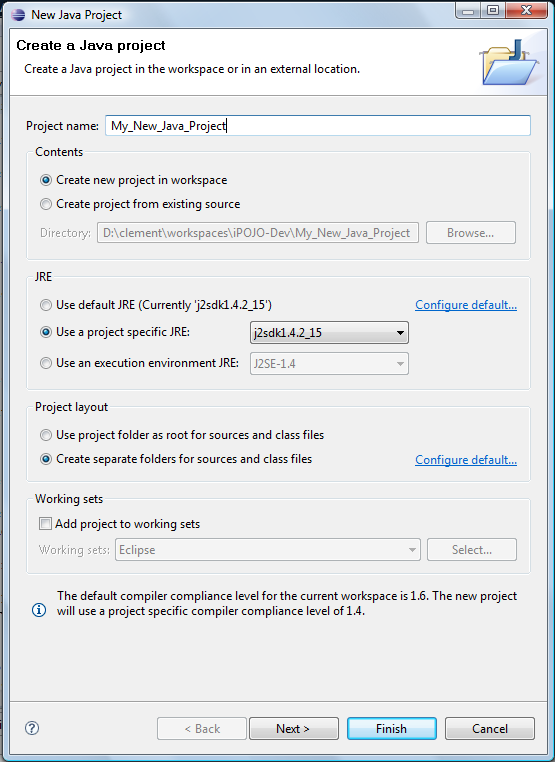 New Java Project
Create a Java project
Create a Java project in the workspace or in an external location.
Project name: My_New_Java_Project
Contents
Create new project in workspace
Create project from existing source
Directory: D:\clement\workspaces\iPOJO-Dev\My_New_Java_Project Browse...
JRE
Use default JRE (Currently 'j2sdk1.4.2_15') Configure default...
Use a project specific JRE: j2sdk1.4.2_15
Use an execution environment JRE: J2SE-1.4
Project layout
Use project folder as root for sources and class files
Create separate folders for sources and class files Configure default...
Working sets
Add project to working sets
Working sets: Eclipse Select...
The default compiler compliance level for the current workspace is 1.6. The new project
will use a project specific compiler compliance level of 1.4.
? < Back Next > Finish Cancel